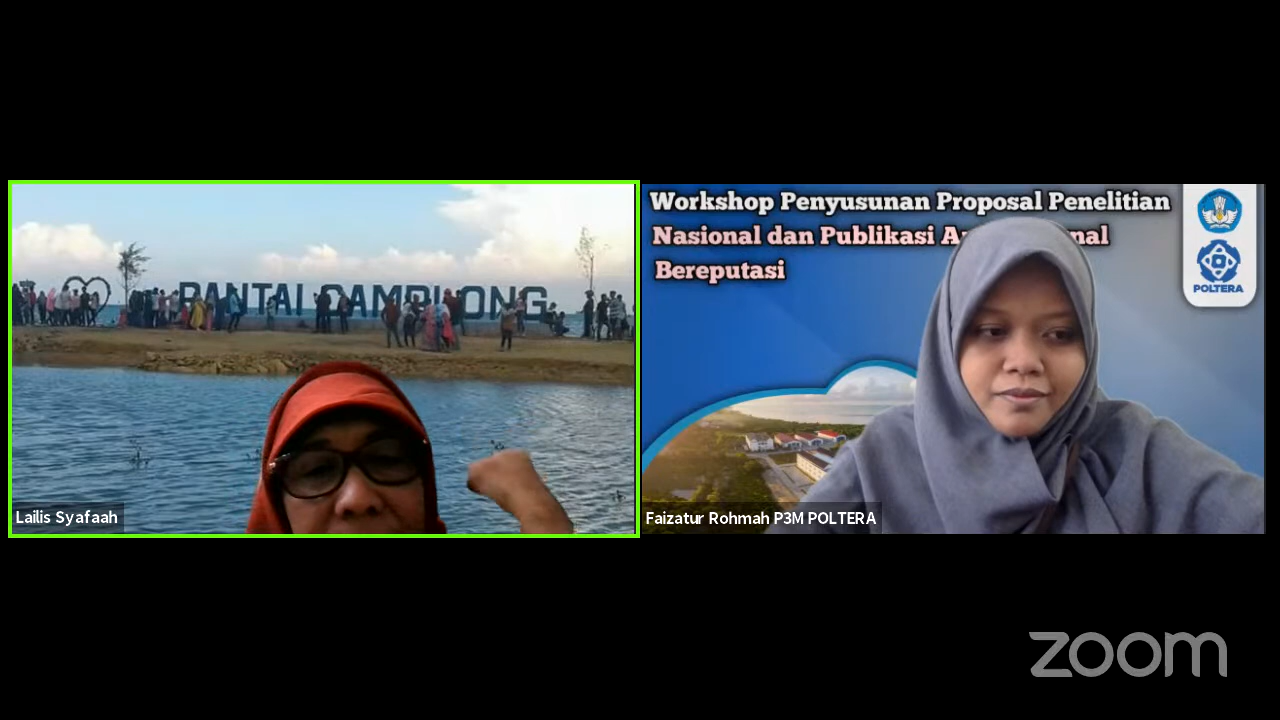 PANTAI CAMPLONG
Lailis Syafaah
Workshop Penyusunan Proposal Penelitian
Nasional dan Publikasi
Bereputasi
POLTERA
Faizatur Rohmah P3M POLTERA
zoom